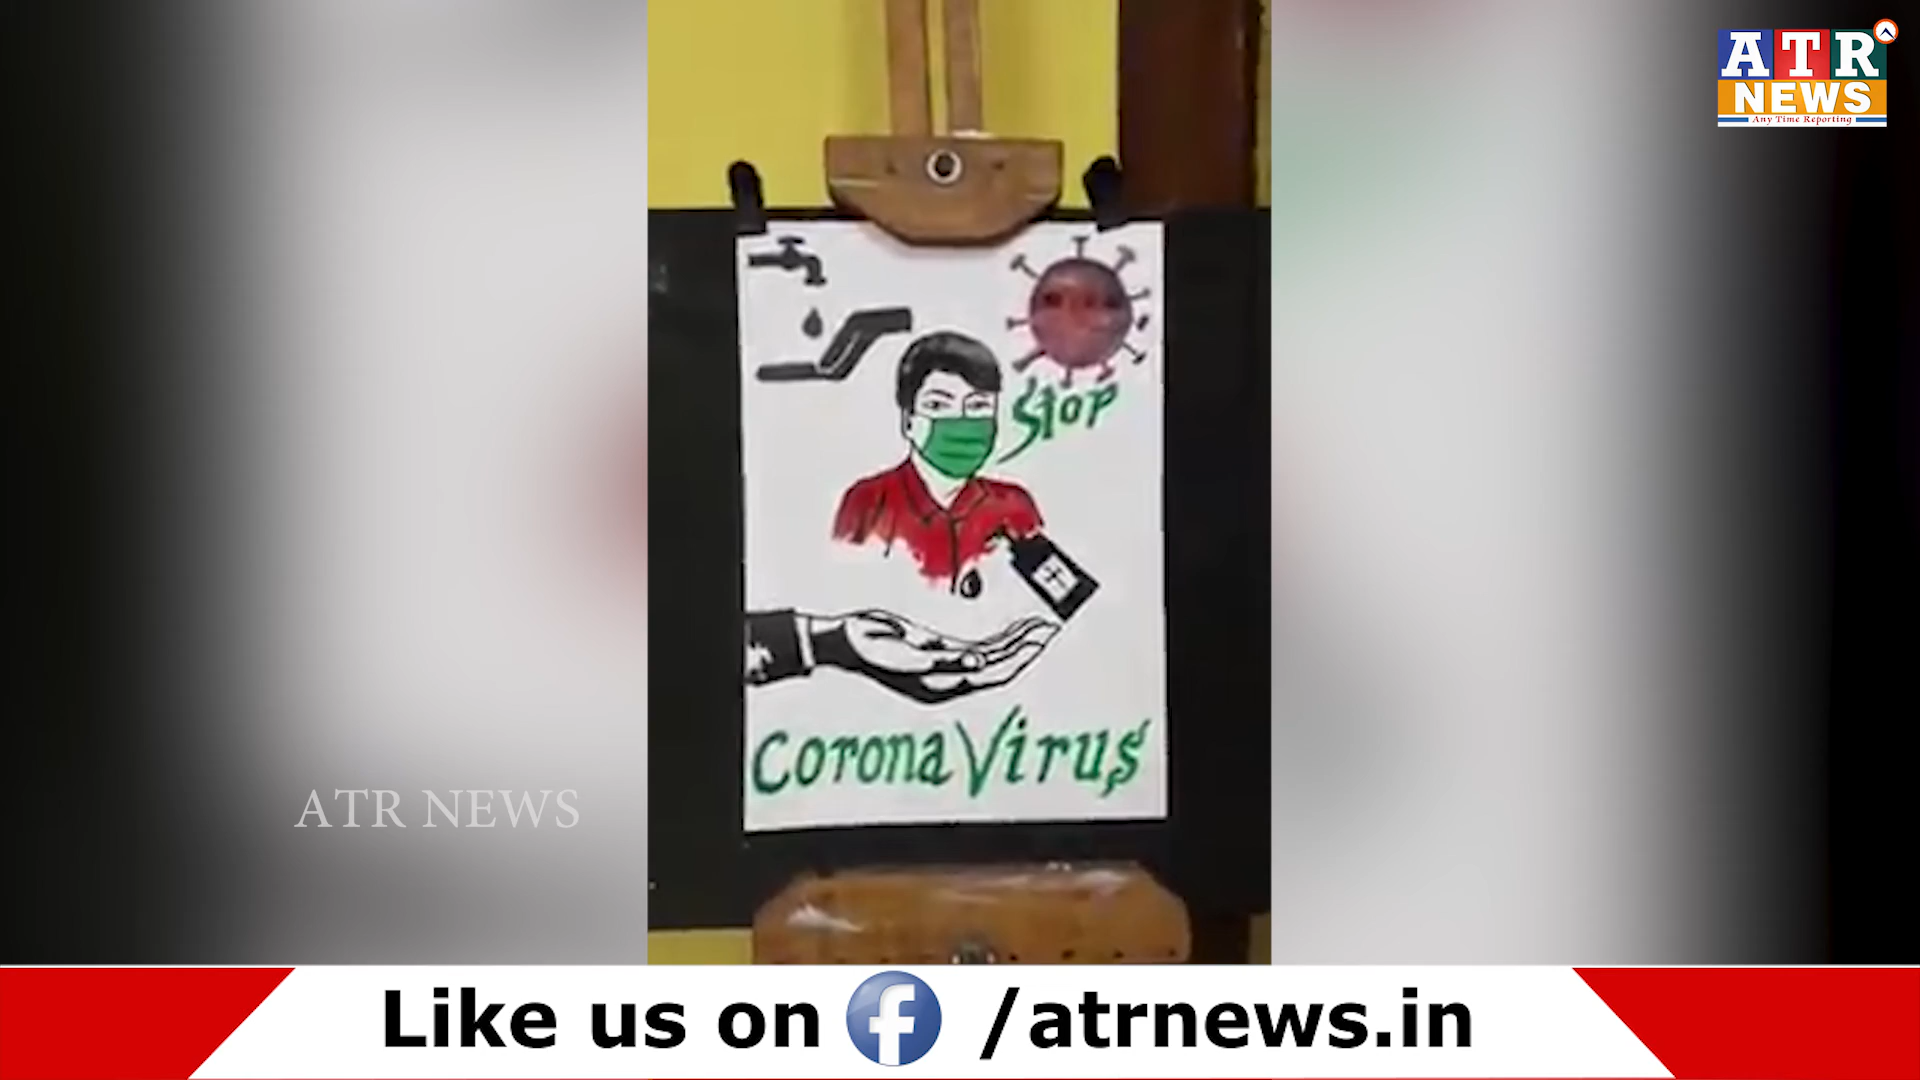 ATR
NEWS
Any Time Reporting
Stop
Corona Virus
ATR NEWS
Like us on f /atrnews.in